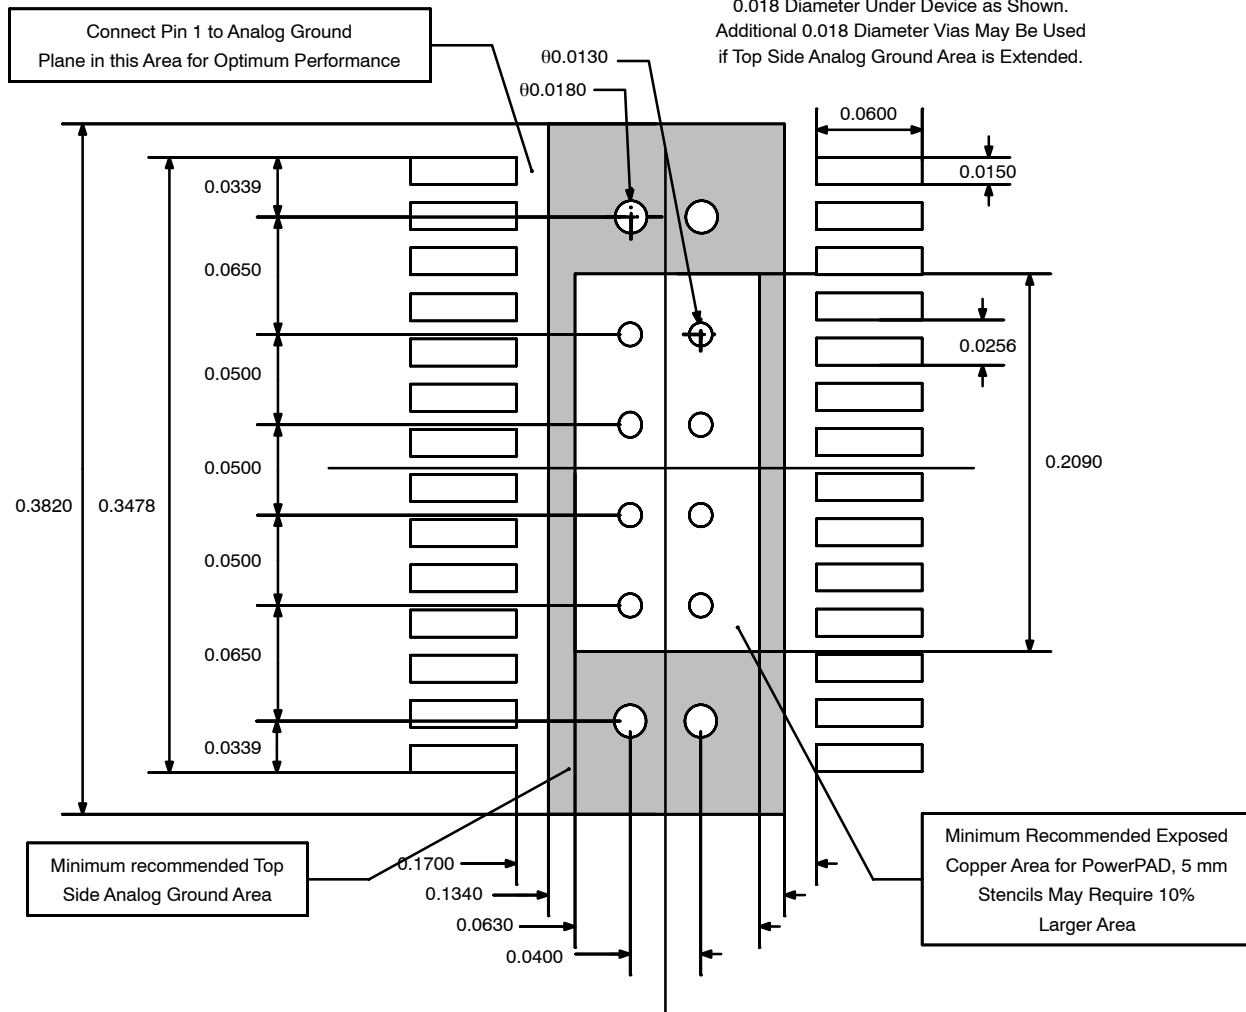 0.018 Diameter Under Device as Shown.
Additional 0.018 Diameter Vias May Be Used
if Top Side Analog Ground Area is Extended.
Connect Pin 1 to Analog Ground
Plane in this Area for Optimum Performance
θ0.0130
θ0.0180
0.0600
0.0150
0.0339
0.0650
0.0256
0.0500
0.2090
0.0500
0.3820
0.3478
0.0500
0.0650
0.0339
Minimum recommended Top
Side Analog Ground Area
0.1700
0.1340
0.0630
0.0400
Minimum Recommended Exposed
Copper Area for PowerPAD, 5 mm
Stencils May Require 10%
Larger Area